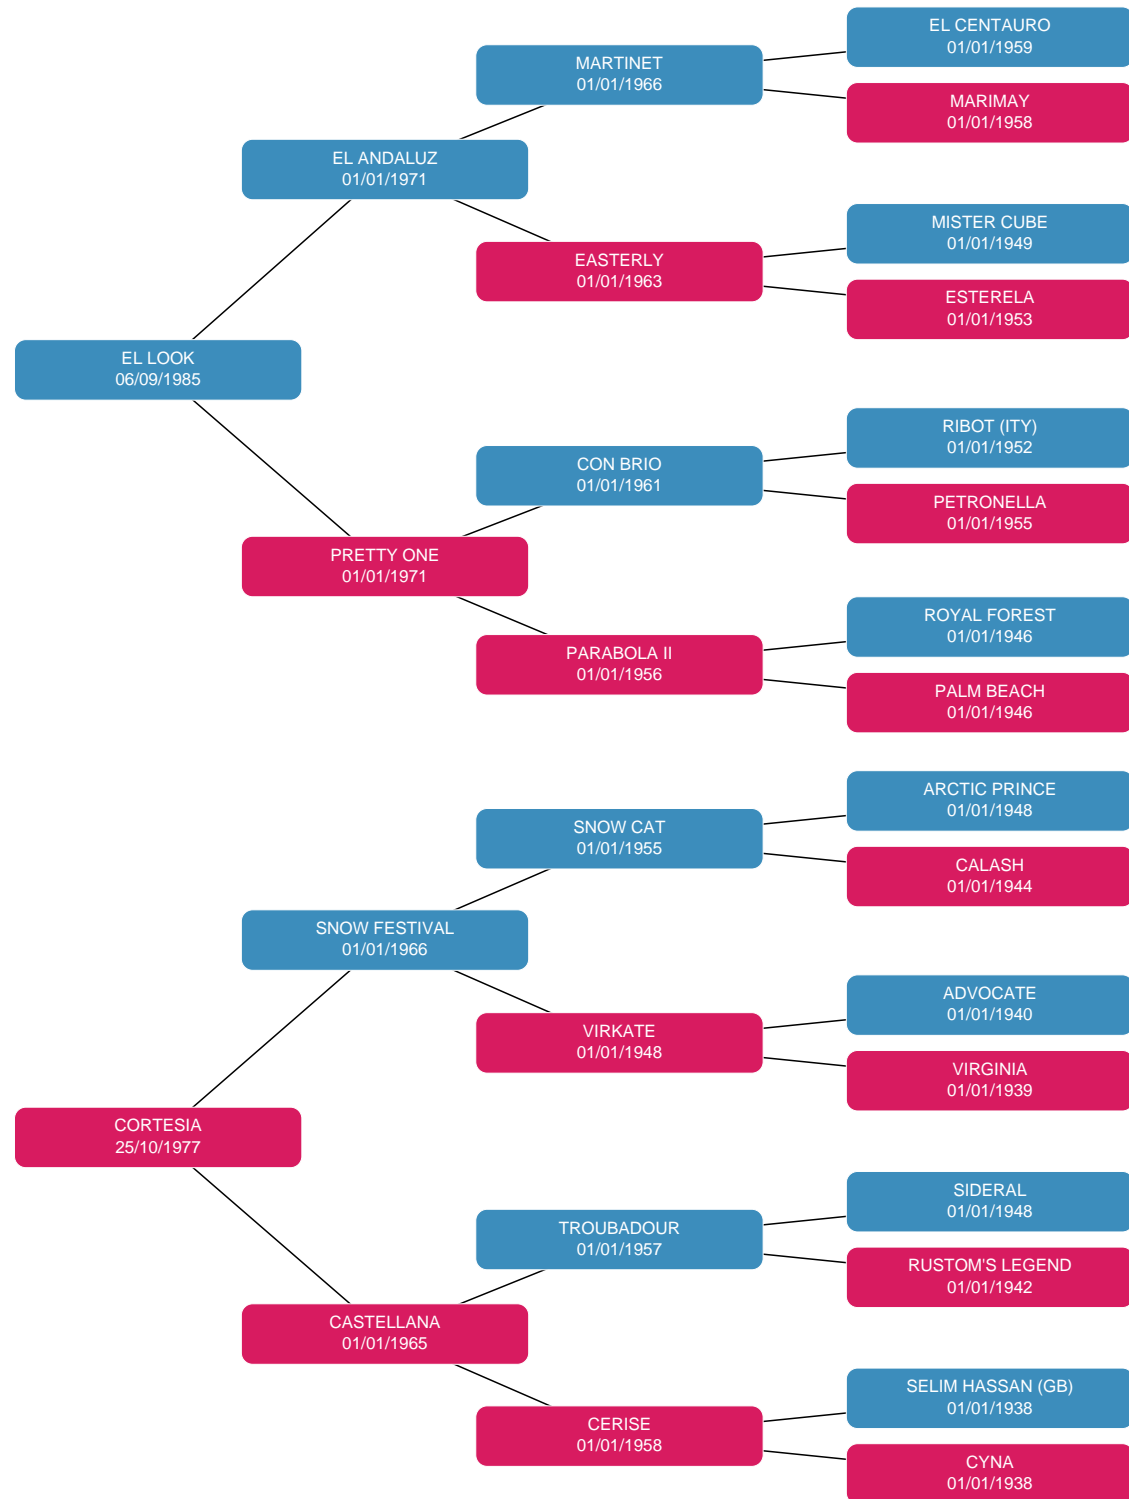 EL CENTAURO
01/01/1959
MARTINET
01/01/1966
MARIMAY
01/01/1958
EL ANDALUZ
01/01/1971
MISTER CUBE
01/01/1949
EASTERLY
01/01/1963
ESTERELA
01/01/1953
EL LOOK
06/09/1985
RIBOT (ITY)
01/01/1952
CON BRIO
01/01/1961
PETRONELLA
01/01/1955
PRETTY ONE
01/01/1971
ROYAL FOREST
01/01/1946
PARABOLA II
01/01/1956
PALM BEACH
01/01/1946
ARCTIC PRINCE
01/01/1948
SNOW CAT
01/01/1955
CALASH
01/01/1944
SNOW FESTIVAL
01/01/1966
ADVOCATE
01/01/1940
VIRKATE
01/01/1948
VIRGINIA
01/01/1939
CORTESIA
25/10/1977
SIDERAL
01/01/1948
TROUBADOUR
01/01/1957
RUSTOM'S LEGEND
01/01/1942
CASTELLANA
01/01/1965
SELIM HASSAN (GB)
01/01/1938
CERISE
01/01/1958
CYNA
01/01/1938